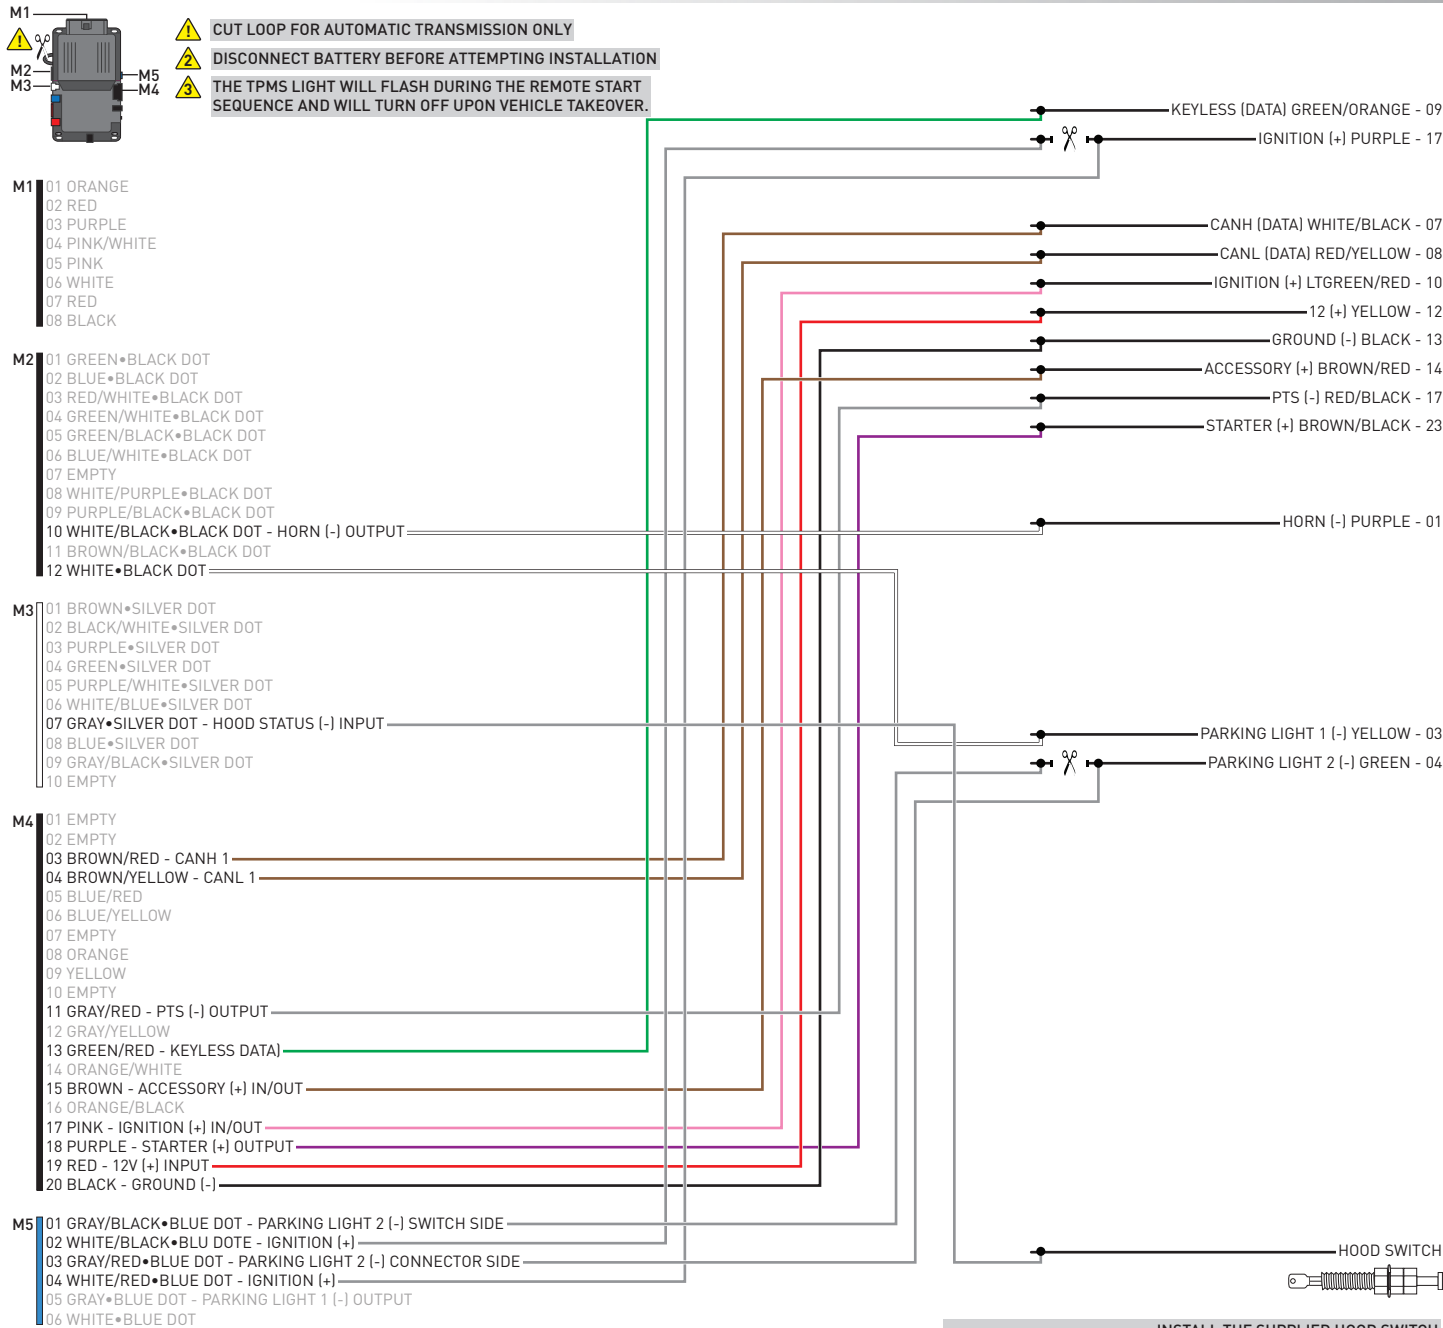 M1
M2
M3
M5
M4
!
! CUT LOOP FOR AUTOMATIC TRANSMISSION ONLY
2 DISCONNECT BATTERY BEFORE ATTEMPTING INSTALLATION
3 THE TPMS LIGHT WILL FLASH DURING THE REMOTE START
SEQUENCE AND WILL TURN OFF UPON VEHICLE TAKEOVER.
M1
01 ORANGE
02 RED
03 PURPLE
04 PINK/WHITE
05 PINK
06 WHITE
07 RED
08 BLACK
M2
01 GREEN•BLACK DOT
02 BLUE•BLACK DOT
03 RED/WHITE•BLACK DOT
04 GREEN/WHITE•BLACK DOT
05 GREEN/BLACK•BLACK DOT
06 BLUE/WHITE•BLACK DOT
07 EMPTY
08 WHITE/PURPLE•BLACK DOT
09 PURPLE/BLACK•BLACK DOT
10 WHITE/BLACK•BLACK DOT - HORN (-) OUTPUT
11 BROWN/BLACK•BLACK DOT
12 WHITE•BLACK DOT
M3
01 BROWN•SILVER DOT
02 BLACK/WHITE•SILVER DOT
03 PURPLE•SILVER DOT
04 GREEN•SILVER DOT
05 PURPLE/WHITE•SILVER DOT
06 WHITE/BLUE•SILVER DOT
07 GRAY•SILVER DOT - HOOD STATUS (-) INPUT
08 BLUE•SILVER DOT
09 GRAY/BLACK•SILVER DOT
10 EMPTY
M4
01 EMPTY
02 EMPTY
03 BROWN/RED - CANH 1
04 BROWN/YELLOW - CANL 1
05 BLUE/RED
06 BLUE/YELLOW
07 EMPTY
08 ORANGE
09 YELLOW
10 EMPTY
11 GRAY/RED - PTS (-) OUTPUT
12 GRAY/YELLOW
13 GREEN/RED - KEYLESS DATA)
14 ORANGE/WHITE
15 BROWN - ACCESSORY (+) IN/OUT
16 ORANGE/BLACK
17 PINK - IGNITION (+) IN/OUT
18 PURPLE - STARTER (+) OUTPUT
19 RED - 12V (+) INPUT
20 BLACK - GROUND (-)
M5
01 GRAY/BLACK•BLUE DOT - PARKING LIGHT 2 (-) SWITCH SIDE
02 WHITE/BLACK•BLU DOTE - IGNITION (+)
03 GRAY/RED•BLUE DOT - PARKING LIGHT 2 (-) CONNECTOR SIDE
04 WHITE/RED•BLUE DOT - IGNITION (+)
05 GRAY•BLUE DOT - PARKING LIGHT 1 (-) OUTPUT
06 WHITE•BLUE DOT
KEYLESS (DATA) GREEN/ORANGE - 09
IGNITION (+) PURPLE - 17
CANH (DATA) WHITE/BLACK - 07
CANL (DATA) RED/YELLOW - 08
IGNITION (+) LTGREEN/RED - 10
12 (+) YELLOW - 12
GROUND (-) BLACK - 13
ACCESSORY (+) BROWN/RED - 14
PTS (-) RED/BLACK - 17
STARTER (+) BROWN/BLACK - 23
HORN (-) PURPLE - 01
PARKING LIGHT 1 (-) YELLOW - 03
PARKING LIGHT 2 (-) GREEN - 04
HOOD SWITCH
INSTALL THE SUPPLIED HOOD SWITCH